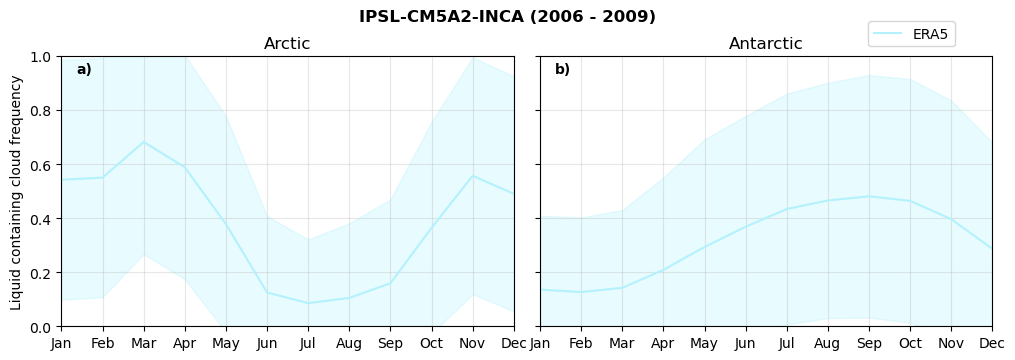 IPSL-CM5A2-INCA (2006 - 2009)
ERA5
Arctic
Antarctic
a)
b)
Liquid containing cloud frequency
1.0
0.8
0.6
0.4
0.2
0.0
Jan Feb Mar Apr May Jun Jul Aug Sep Oct Nov Dec
Jan Feb Mar Apr May Jun Jul Aug Sep Oct Nov Dec